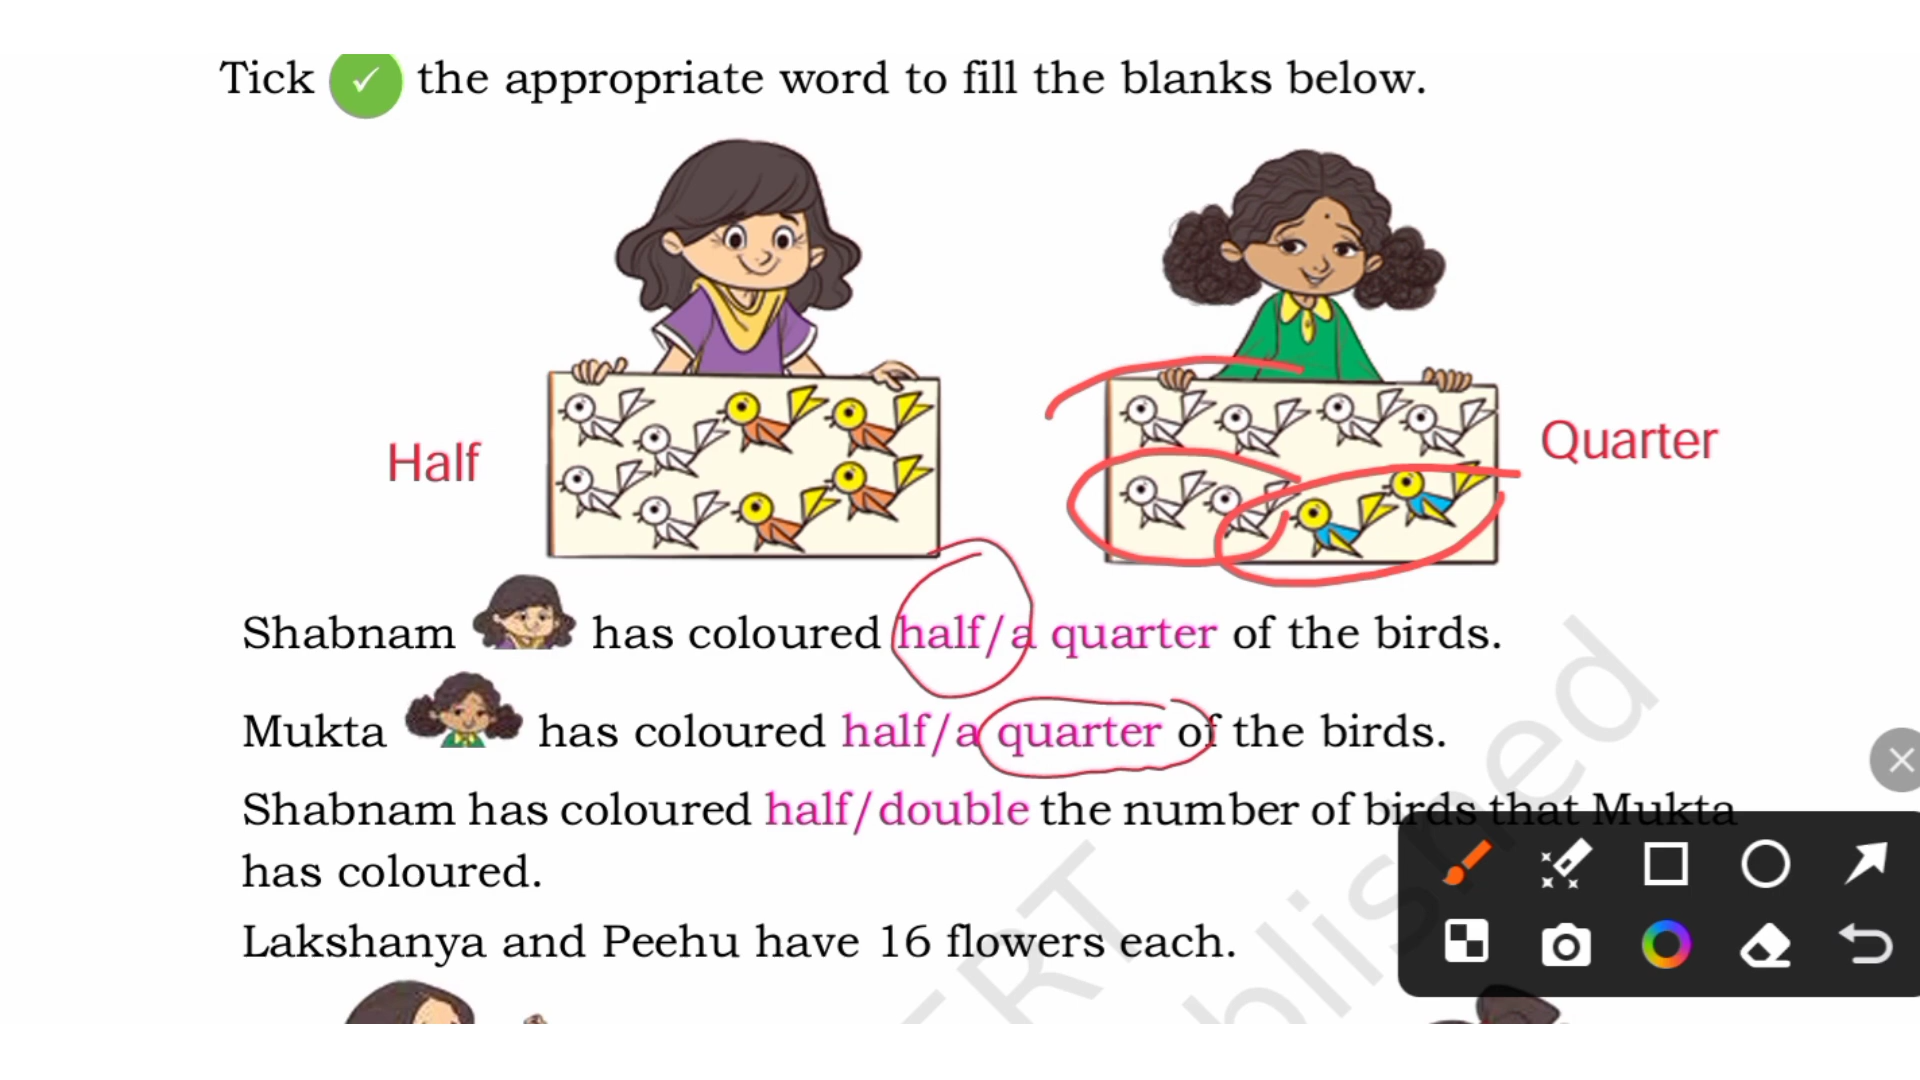 Tick ✓ the appropriate word to fill the blanks below.
Half
Quarter
Shabnam has coloured half/a quarter of the birds.
Mukta has coloured half/a quarter of the birds.
Shabnam has coloured half/double the number of birds that Mukta
has coloured.
Lakshanya and Peehu have 16 flowers each.